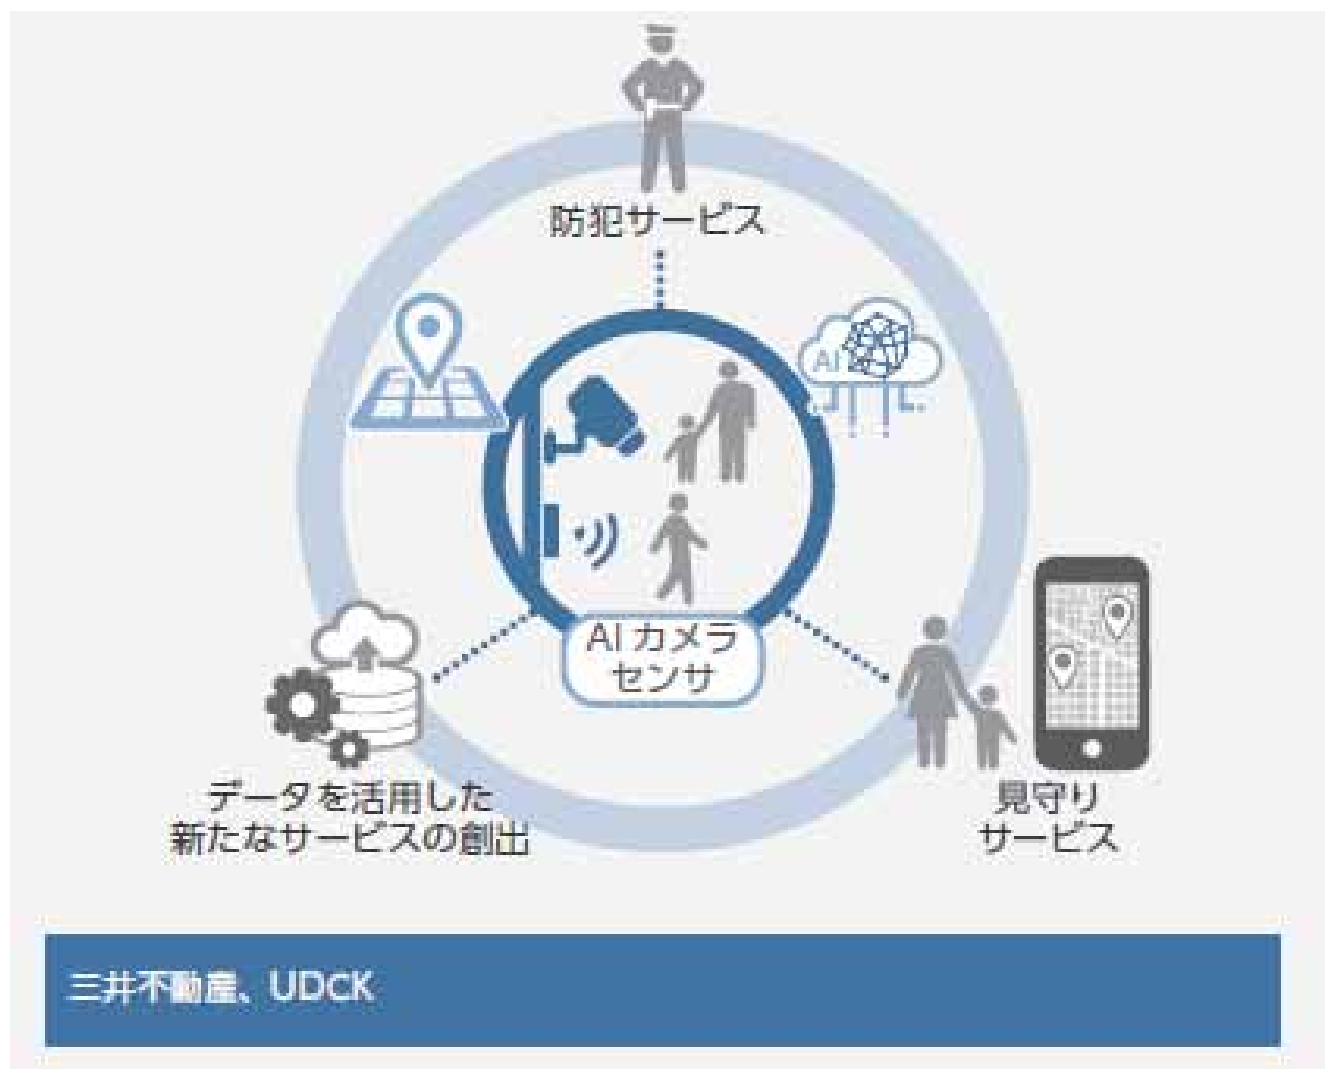 防犯サービス
AI
AI カメラ
センサ
データを活用した
新たなサービスの創出
見守り
サービス
三井不動産、UDCK